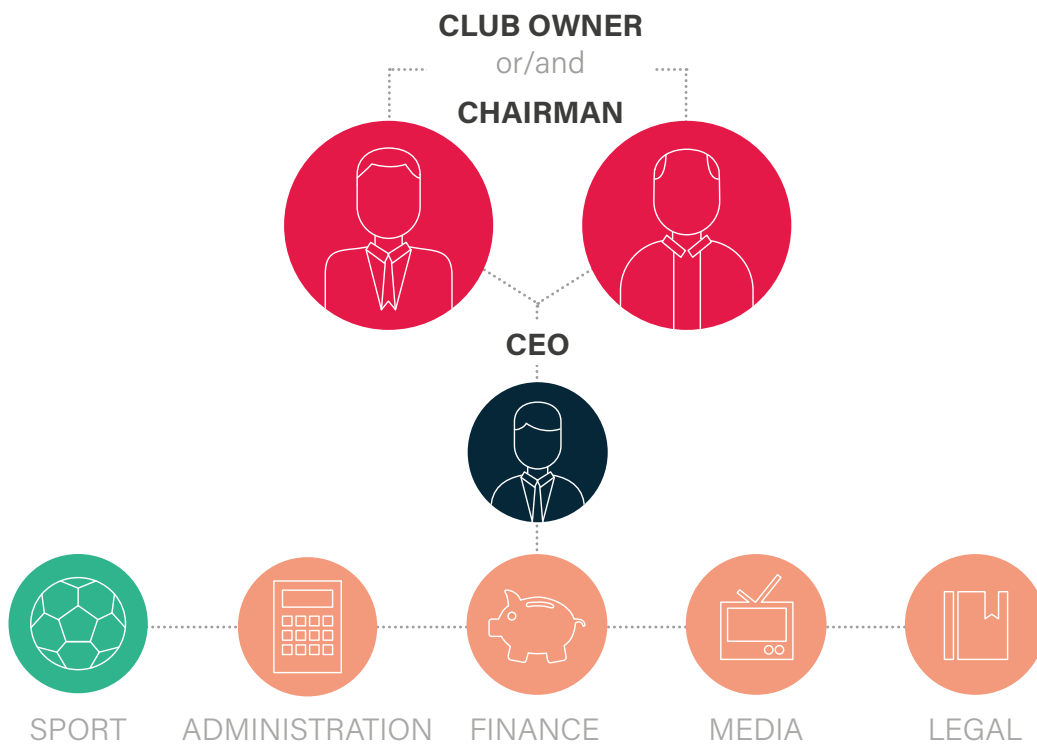 CLUB OWNER
or/and
CHAIRMAN
CEO
SPORT
ADMINISTRATION
FINANCE
MEDIA
LEGAL